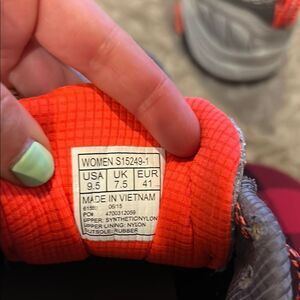 WOMEN S15249-1
USA UK EUR
9.5 7.5 41
MADE IN VIETNAM
06/15
PO# 4700312059
UPPER: SYNTHETIC/NYLON
UPPER LINING: NYLON
OUTSOLE: RUBBER